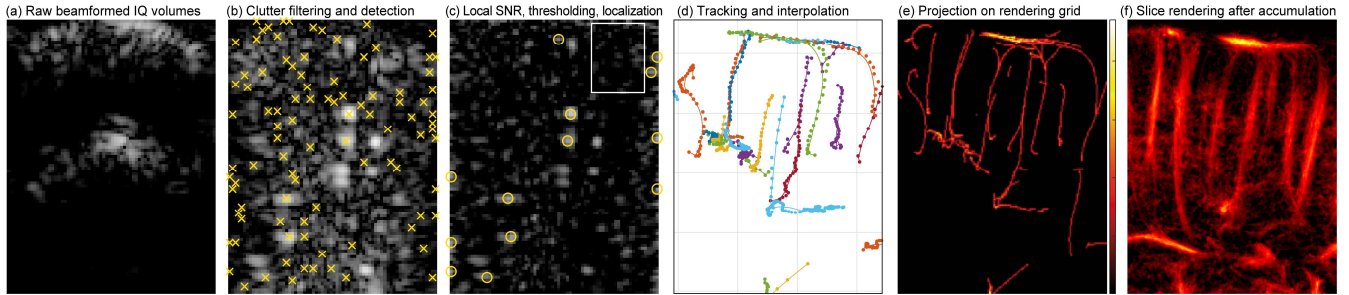 (a) Raw beamformed IQ volumes
(b) Clutter filtering and detection
(c) Local SNR, thresholding, localization
(d) Tracking and interpolation
(e) Projection on rendering grid
(f) Slice rendering after accumulation